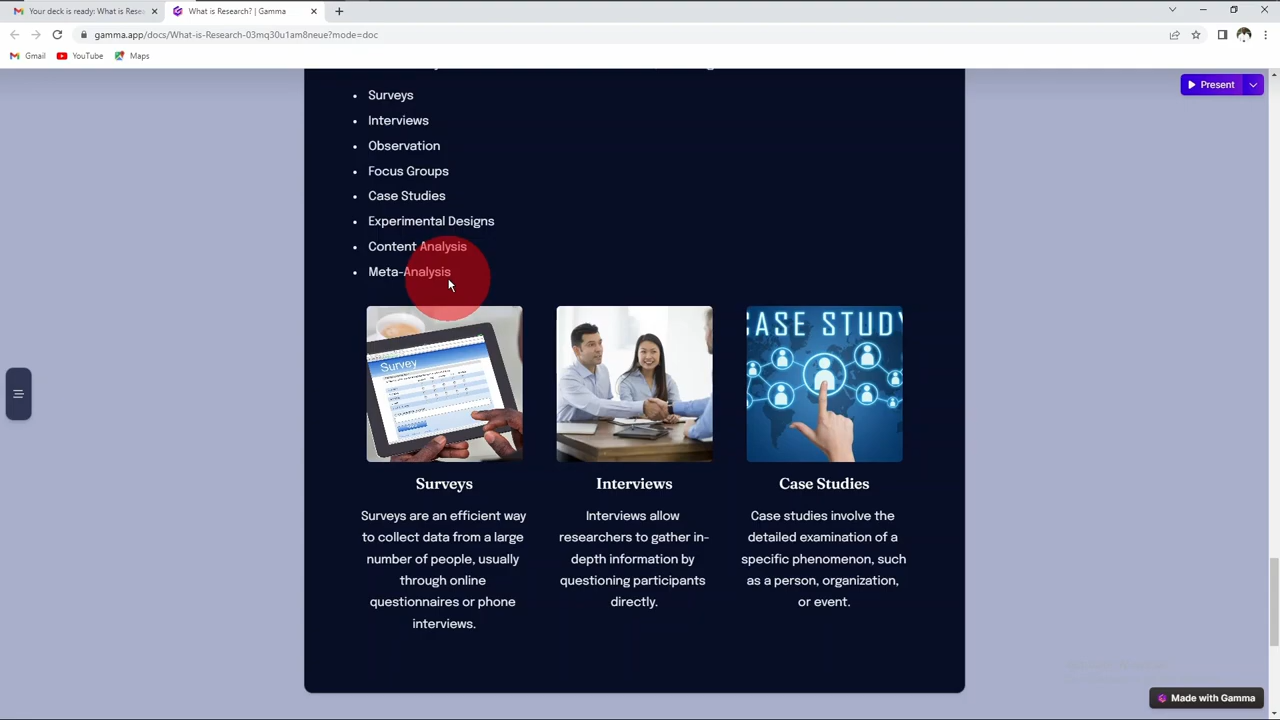 Your deck is ready: What is Rese
What is Research? | Gamma
gamma.app/docs/What-is-Research-03mq30u1am8neue?mode=doc
Gmail
YouTube
Maps
Present
Surveys
Interviews
Observation
Focus Groups
Case Studies
Experimental Designs
Content Analysis
Meta-Analysis
Survey
CASE STUDY
Surveys
Surveys are an efficient way
to collect data from a large
number of people, usually
through online
questionnaires or phone
interviews.
Interviews
Interviews allow
researchers to gather in-
depth information by
questioning participants
directly.
Case Studies
Case studies involve the
detailed examination of a
specific phenomenon, such
as a person, organization,
or event.
Made with Gamma